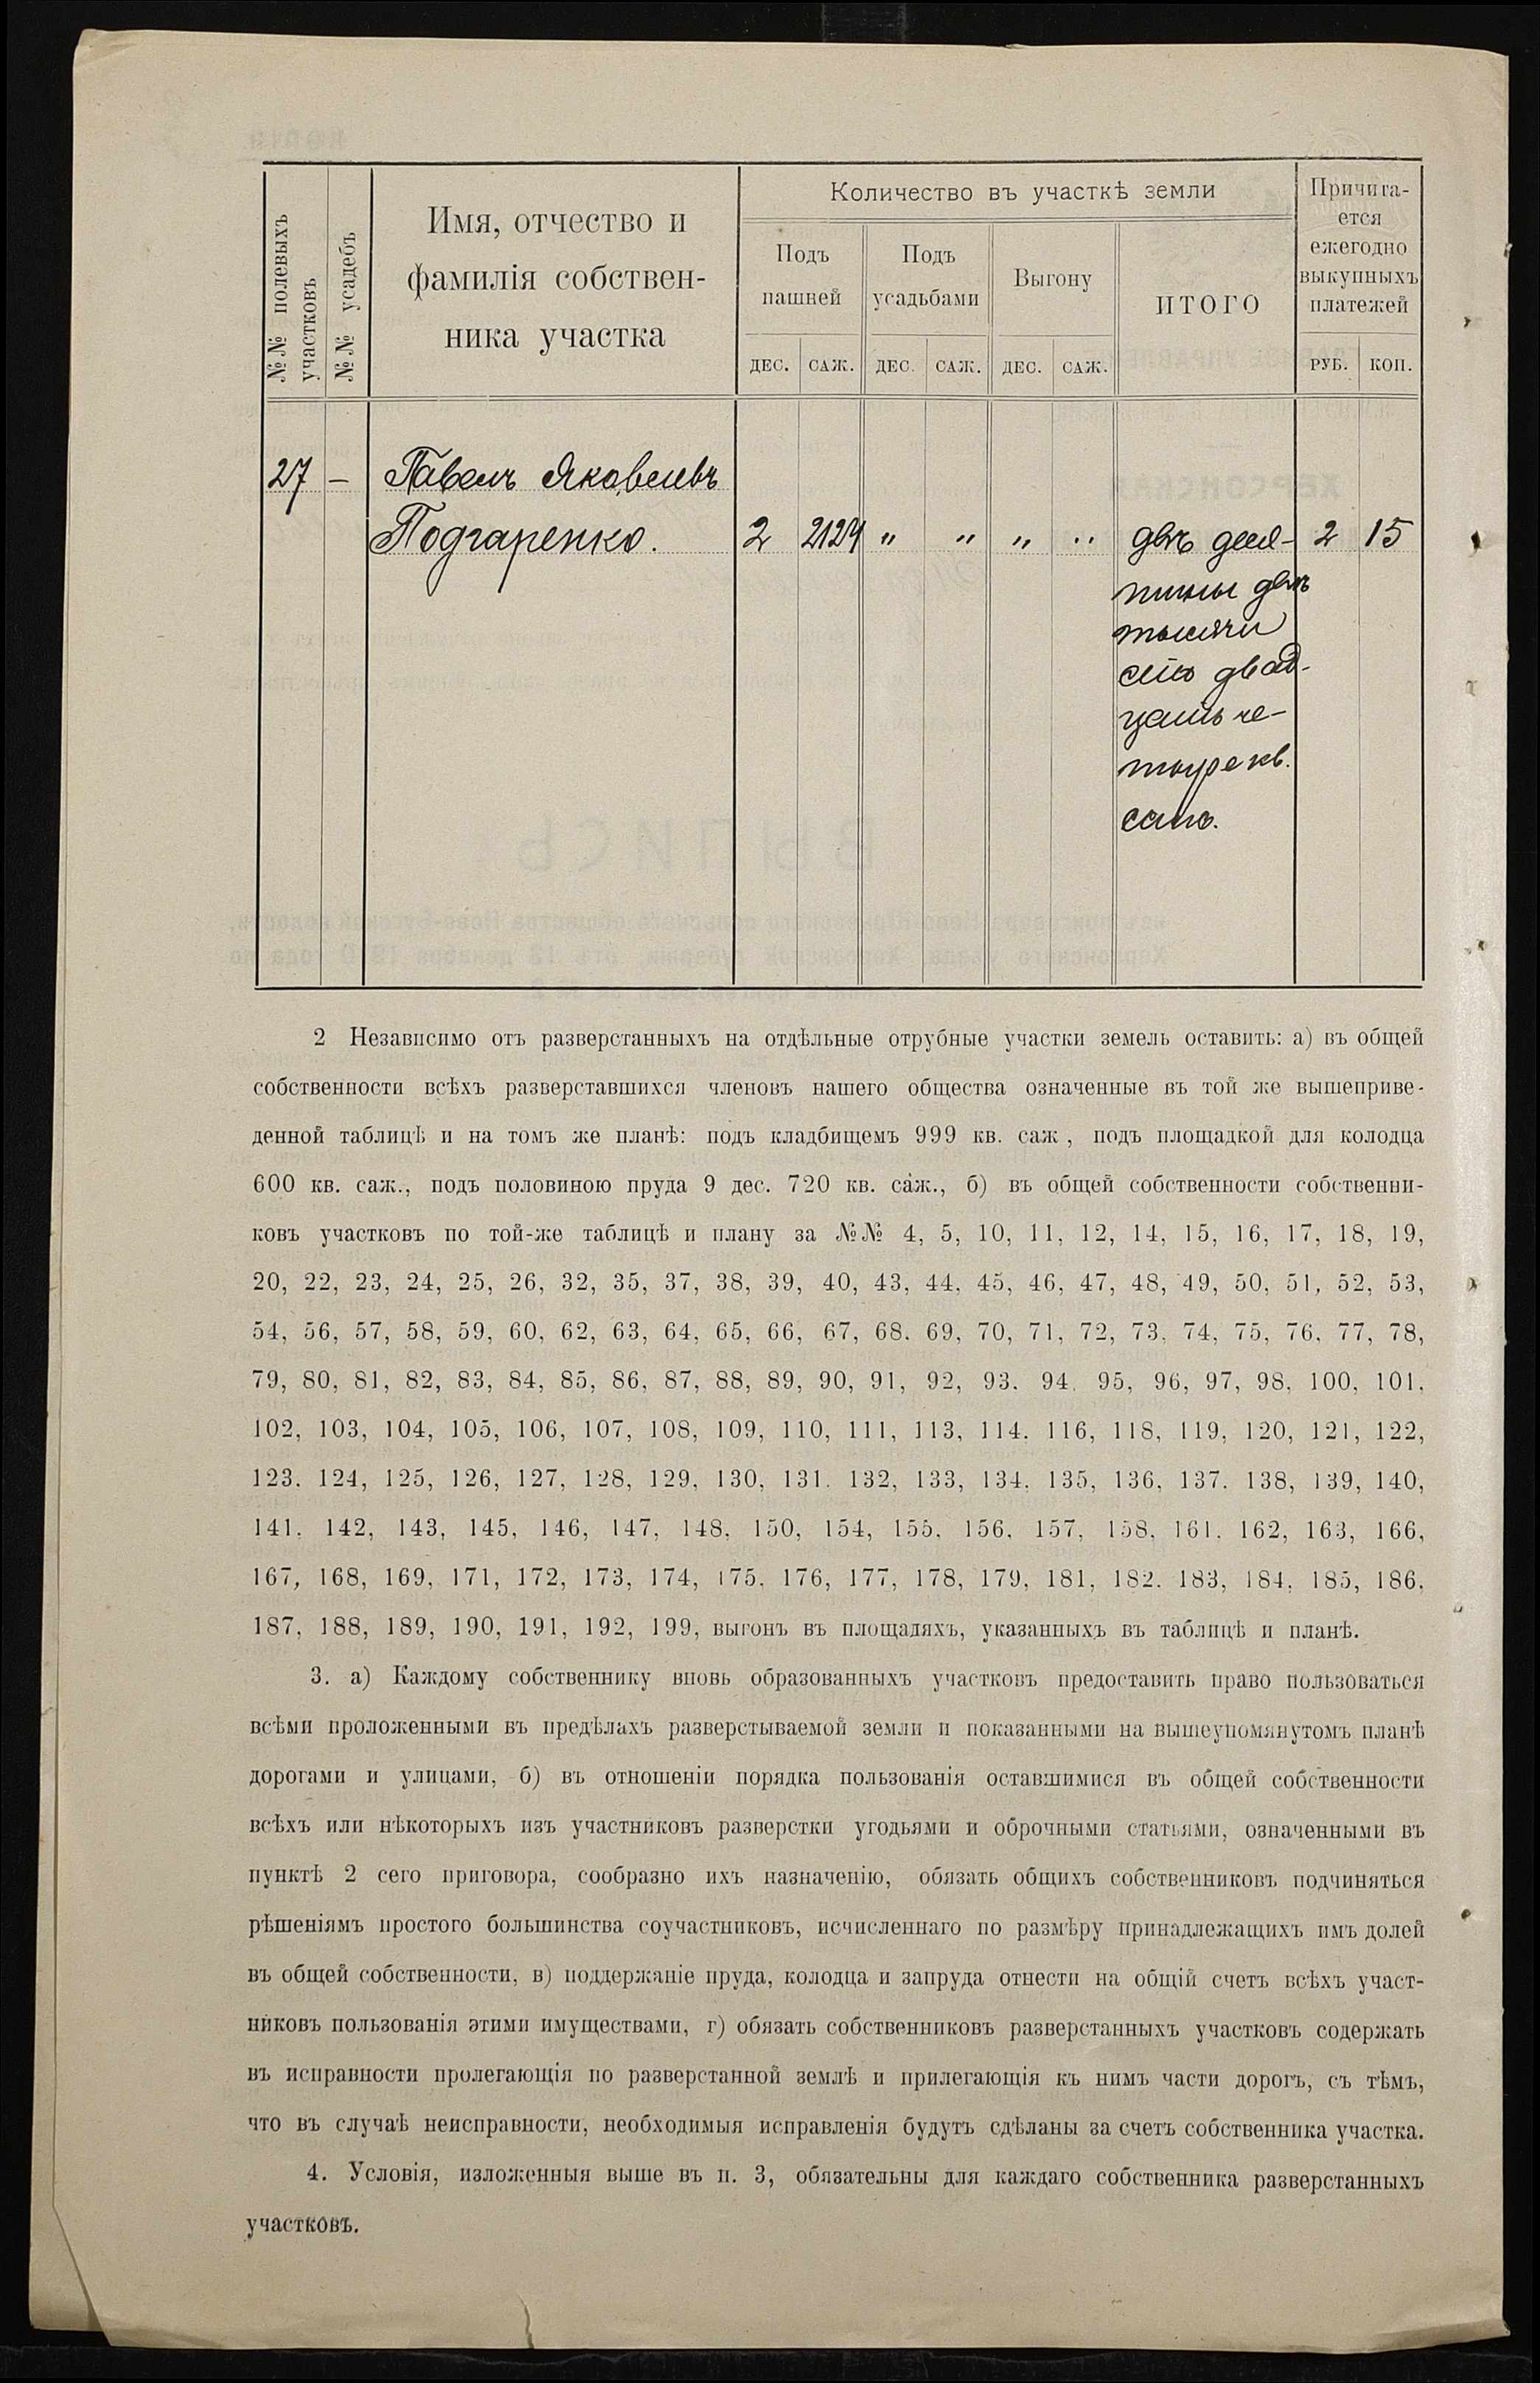 №№ полевыхъ
участковъ
№№ усадебъ
Имя, отчество и
фамилія собствен-
ника участка
Количество въ участкѣ земли
Подъ
пашней
Подъ
усадьбами
Выгону
ИТОГО
Причита-
ется
ежегодно
выкупныхъ
платежей
ДЕС. САЖ. ДЕС. САЖ. ДЕС. САЖ. РУБ. КОП.
27 — Павелъ Яковлевъ
Подгаренко. 2 2124 " " " " двѣ деся- 2 15
тины двѣ
тысячи
сто двад-
цать че-
тыре кв.
саж.
2 Независимо отъ разверстанныхъ на отдѣльные отрубные участки земель оставить: а) въ общей
собственности всѣхъ разверставшихся членовъ нашего общества означенные въ той же вышеприве-
денной таблицѣ и на томъ же планѣ: подъ кладбищемъ 999 кв. саж, подъ площадкой для колодца
600 кв. саж., подъ половиною пруда 9 дес. 720 кв. саж., б) въ общей собственности собственни-
ковъ участковъ по той-же таблицѣ и плану за №№ 4, 5, 10, 11, 12, 14, 15, 16, 17, 18, 19,
20, 22, 23, 24, 25, 26, 32, 35, 37, 38, 39, 40, 43, 44, 45, 46, 47, 48, 49, 50, 51, 52, 53,
54, 56, 57, 58, 59, 60, 62, 63, 64, 65, 66, 67, 68. 69, 70, 71, 72, 73, 74, 75, 76, 77, 78,
79, 80, 81, 82, 83, 84, 85, 86, 87, 88, 89, 90, 91, 92, 93. 94. 95, 96, 97, 98, 100, 101,
102, 103, 104, 105, 106, 107, 108, 109, 110, 111, 113, 114. 116, 118, 119, 120, 121, 122,
123. 124, 125, 126, 127, 128, 129, 130, 131. 132, 133, 134, 135, 136, 137. 138, 139, 140,
141. 142, 143, 145, 146, 147, 148, 150, 154, 155, 156, 157, 158, 161, 162, 163, 166,
167, 168, 169, 171, 172, 173, 174, 175, 176, 177, 178, 179, 181, 182. 183, 184, 185, 186,
187, 188, 189, 190, 191, 192, 199, выгонъ въ площадяхъ, указанныхъ въ таблицѣ и планѣ.
3. а) Каждому собственнику вновь образованныхъ участковъ предоставить право пользоваться
всѣми проложенными въ предѣлахъ разверстываемой земли и показанными на вышеупомянутомъ планѣ
дорогами и улицами, б) въ отношеніи порядка пользованія оставшимися въ общей собственности
всѣхъ или нѣкоторыхъ изъ участниковъ разверстки угодьями и оброчными статьями, означенными въ
пунктѣ 2 сего приговора, сообразно ихъ назначенію, обязать общихъ собственниковъ подчиняться
рѣшеніямъ простого большинства соучастниковъ, исчисленнаго по размѣру принадлежащихъ имъ долей
въ общей собственности, в) поддержаніе пруда, колодца и запруда отнести на общій счетъ всѣхъ участ-
никовъ пользованія этими имуществами, г) обязать собственниковъ разверстанныхъ участковъ содержать
въ исправности пролегающія по разверстанной землѣ и прилегающія къ нимъ части дорогъ, съ тѣмъ,
что въ случаѣ неисправности, необходимыя исправленія будутъ сдѣланы за счетъ собственника участка.
4. Условія, изложенныя выше въ п. 3, обязательны для каждаго собственника разверстанныхъ
участковъ.